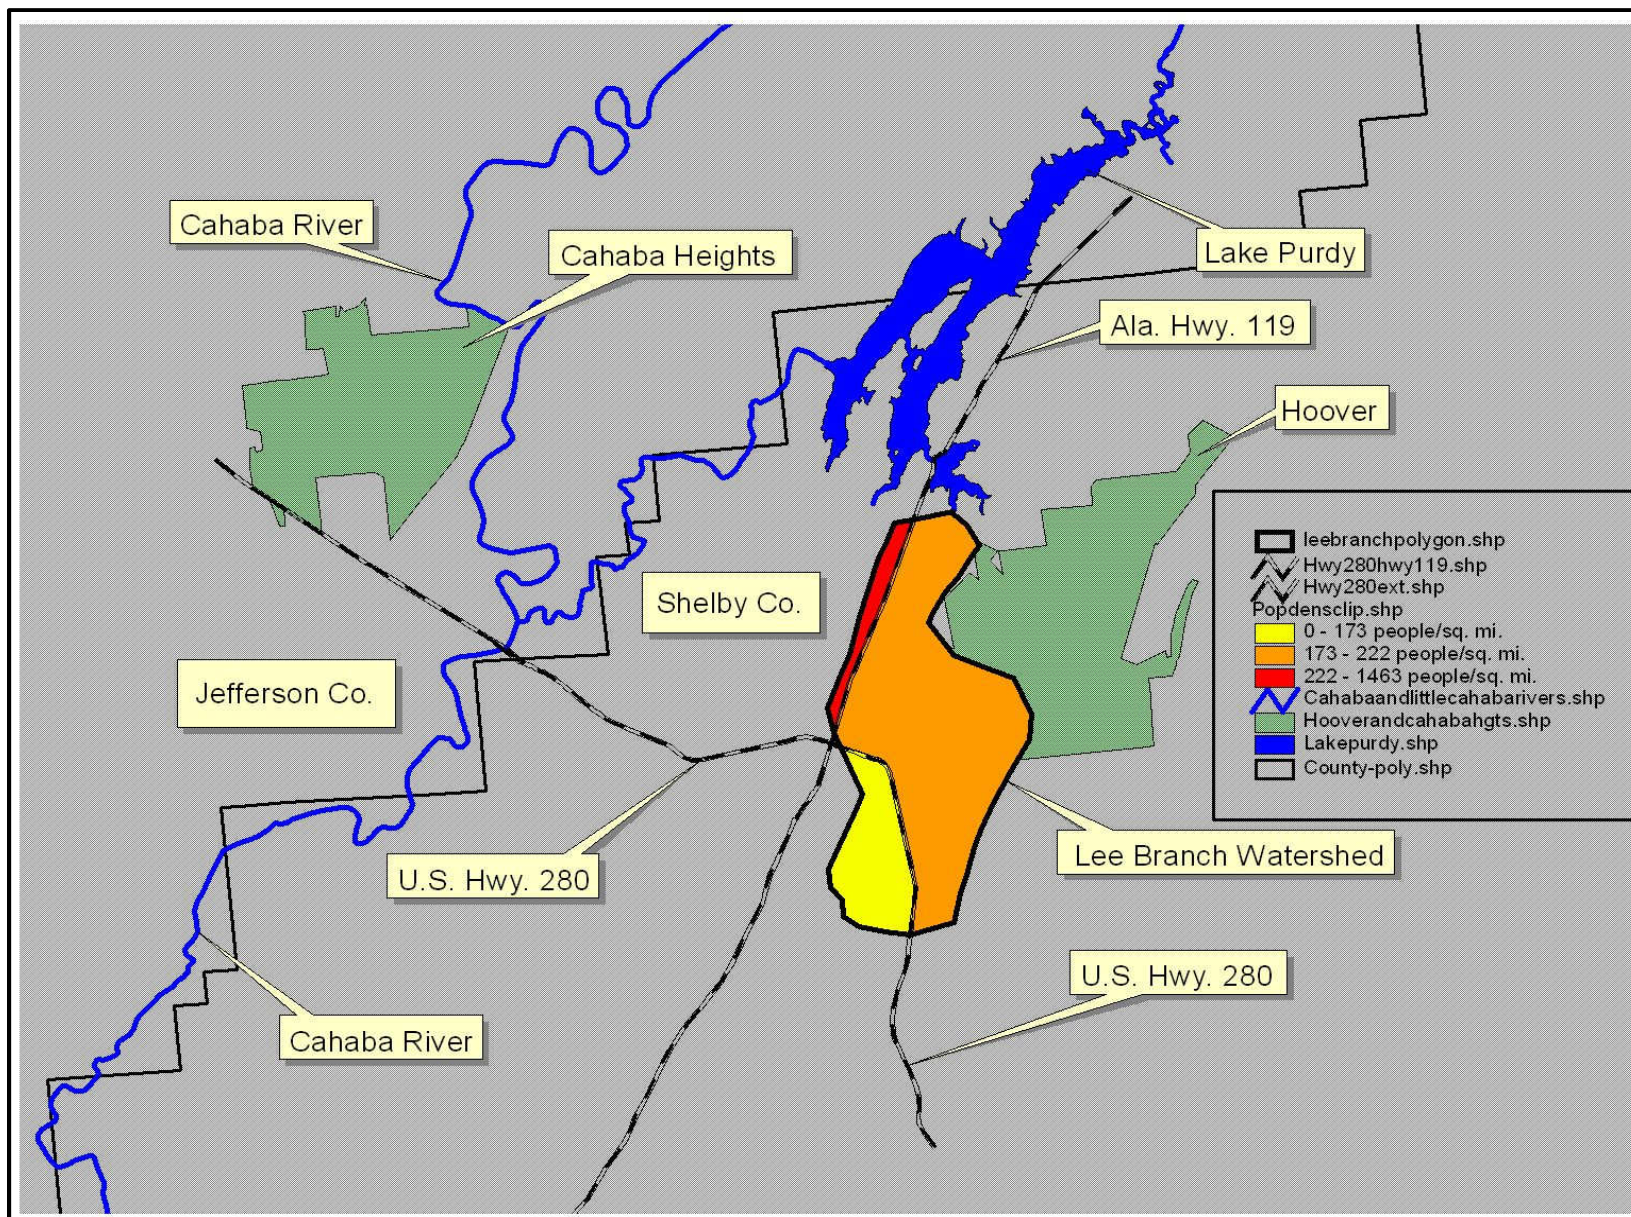 Cahaba River
Cahaba Heights
Lake Purdy
Ala. Hwy. 119
Hoover
leebranchpolygon.shp
Hwy280hwy119.shp
Hwy280ext.shp
Popdensclip.shp
0 - 173 people/sq. mi.
173 - 222 people/sq. mi.
222 - 1463 people/sq. mi.
Cahabaandlittlecahabarivers.shp
Hooverandcahabahgts.shp
Lakepurdy.shp
County-poly.shp
Shelby Co.
Jefferson Co.
Lee Branch Watershed
U.S. Hwy. 280
U.S. Hwy. 280
Cahaba River